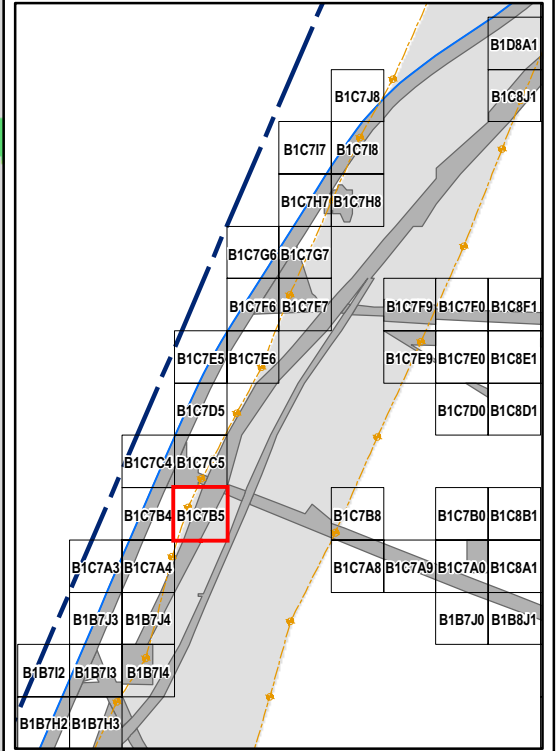 B1D8A1
B1C7J8 B1C8J1
B1C7I7 B1C7I8
B1C7H7 B1C7H8
B1C7G6 B1C7G7
B1C7F6 B1C7F7 B1C7F9 B1C7F0 B1C8F1
B1C7E5 B1C7E6 B1C7E9 B1C7E0 B1C8E1
B1C7D5 B1C7D0 B1C8D1
B1C7C4 B1C7C5
B1C7B4 B1C7B5 B1C7B8 B1C7B0 B1C8B1
B1C7A3 B1C7A4 B1C7A8 B1C7A9 B1C7A0 B1C8A1
B1B7J3 B1B7J4 B1B7J0 B1B8J1
B1B7I2 B1B7I3 B1B7I4
B1B7H2 B1B7H3